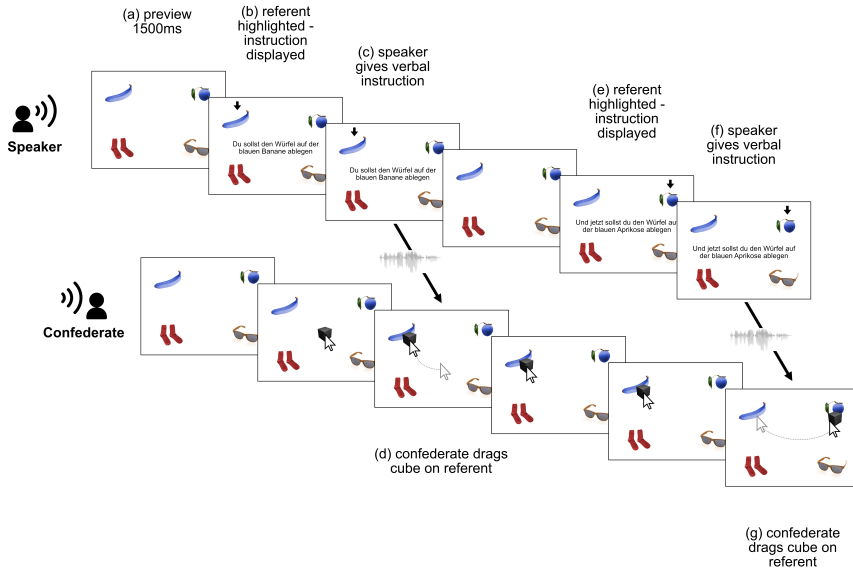 (a) preview
1500ms
(b) referent
highlighted -
instruction
displayed
(c) speaker
gives verbal
instruction
(e) referent
highlighted -
instruction
displayed
(f) speaker
gives verbal
instruction
Speaker
Du sollst den Würfel auf der
blauen Banane ablegen
Du sollst den Würfel auf der
blauen Banane ablegen
Und jetzt sollst du den Würfel auf
der blauen Aprikose ablegen
Und jetzt sollst du den Würfel auf
der blauen Aprikose ablegen
Confederate
(d) confederate drags
cube on referent
(g) confederate
drags cube on
referent